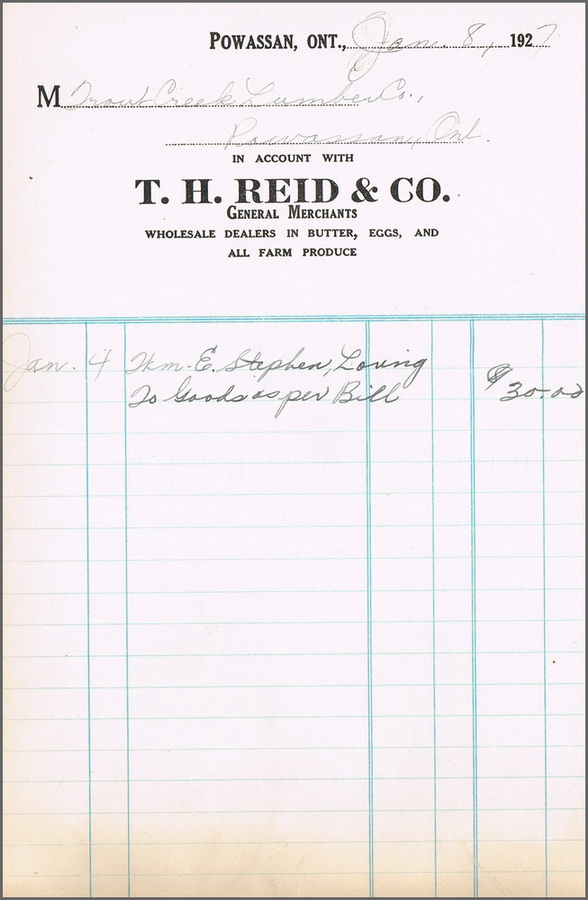 POWASSAN, ONT., Jan. 8, 1927
M Trout Creek Lumber Co.,
Powassan, Ont.
IN ACCOUNT WITH
T. H. REID & CO.
GENERAL MERCHANTS
WHOLESALE DEALERS IN BUTTER, EGGS, AND
ALL FARM PRODUCE
Jan. 4 Wm. E. Stephen, Loring
To Goods as per Bill $30.00